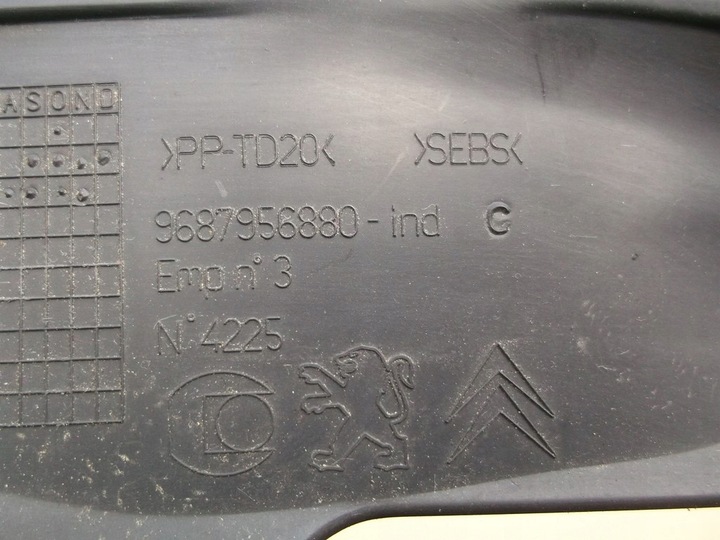 ASOND
>PP-TD20< >SEBS<
9687956880-ind C
Emp n° 3
N° 4225